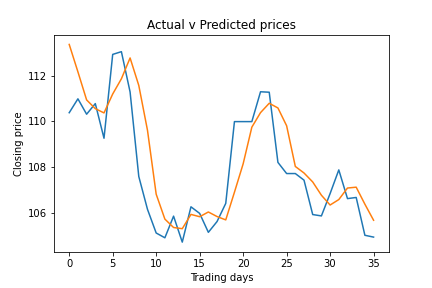 Actual v Predicted prices
Closing price
112
110
108
106
0 5 10 15 20 25 30 35
Trading days